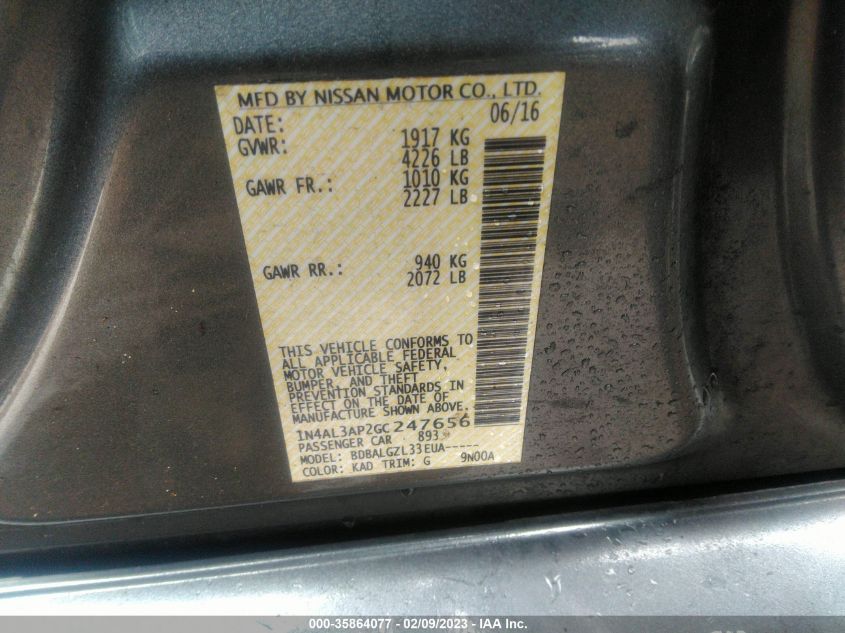 MFD BY NISSAN MOTOR CO., LTD.
DATE: 06/16
GVWR: 1917 KG
4226 LB
GAWR FR.: 1010 KG
2227 LB
GAWR RR.: 940 KG
2072 LB
THIS VEHICLE CONFORMS TO
ALL APPLICABLE FEDERAL
MOTOR VEHICLE SAFETY,
BUMPER, AND THEFT
PREVENTION STANDARDS IN
EFFECT ON THE DATE OF
MANUFACTURE SHOWN ABOVE.
1N4AL3AP2GC247656
PASSENGER CAR 893
MODEL: BDBALGZL33EUA-----
COLOR: KAD TRIM: G 9N00A
000-35864077 - 02/09/2023 - IAA Inc.